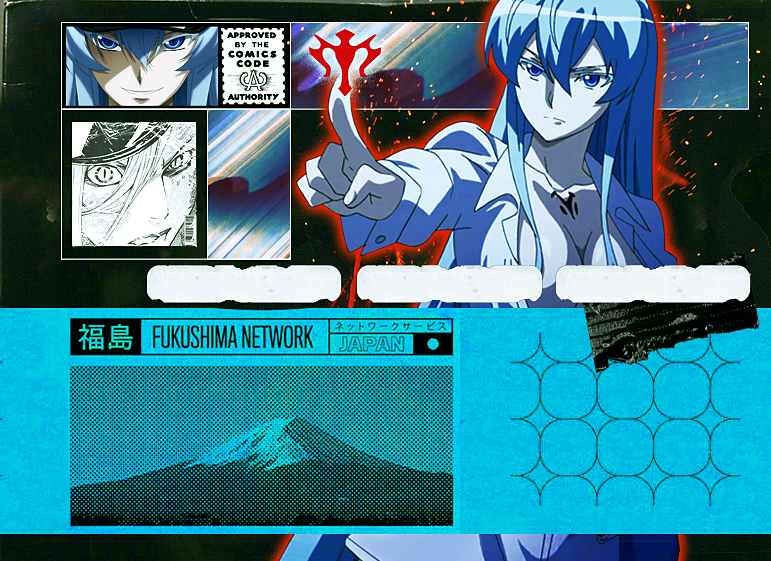 APPROVED
BY THE
COMICS
CODE
CA
AUTHORITY
福島
FUKUSHIMA NETWORK
ネットワークサービス
JAPAN